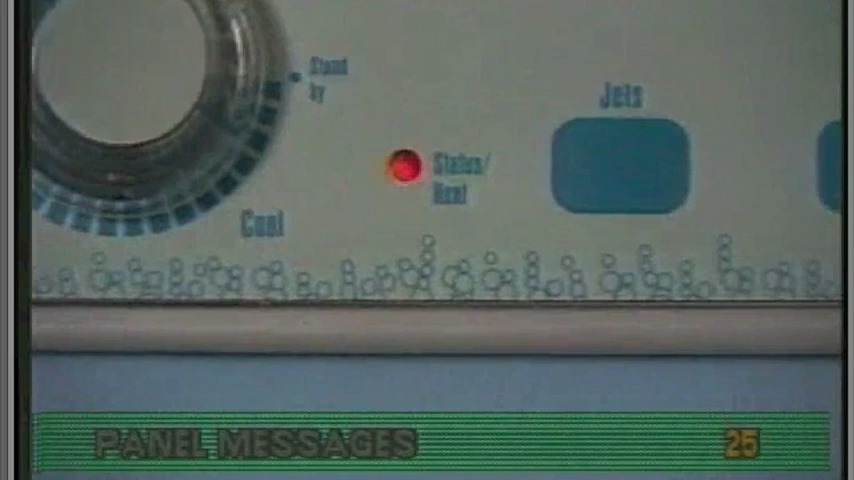 Stand
by
Jets
Status/
Heat
Cool
PANEL MESSAGES
25